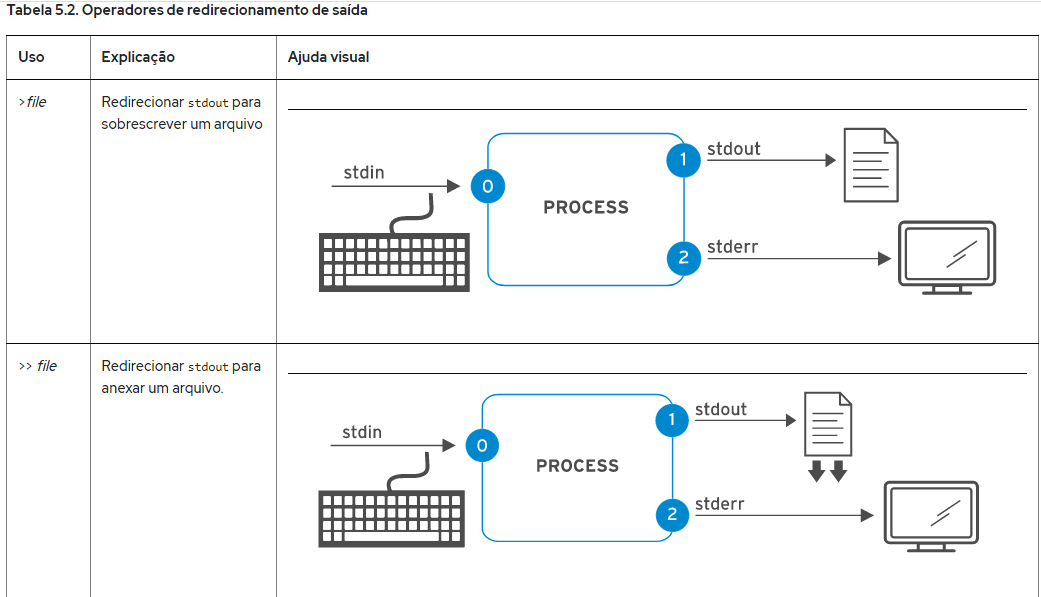 Tabela 5.2. Operadores de redirecionamento de saída
Uso
Explicação
Ajuda visual
>file
Redirecionar stdout para
sobrescrever um arquivo
stdin
0
PROCESS
1
stdout
2
stderr
>> file
Redirecionar stdout para
anexar um arquivo.
stdin
0
PROCESS
1
stdout
2
stderr